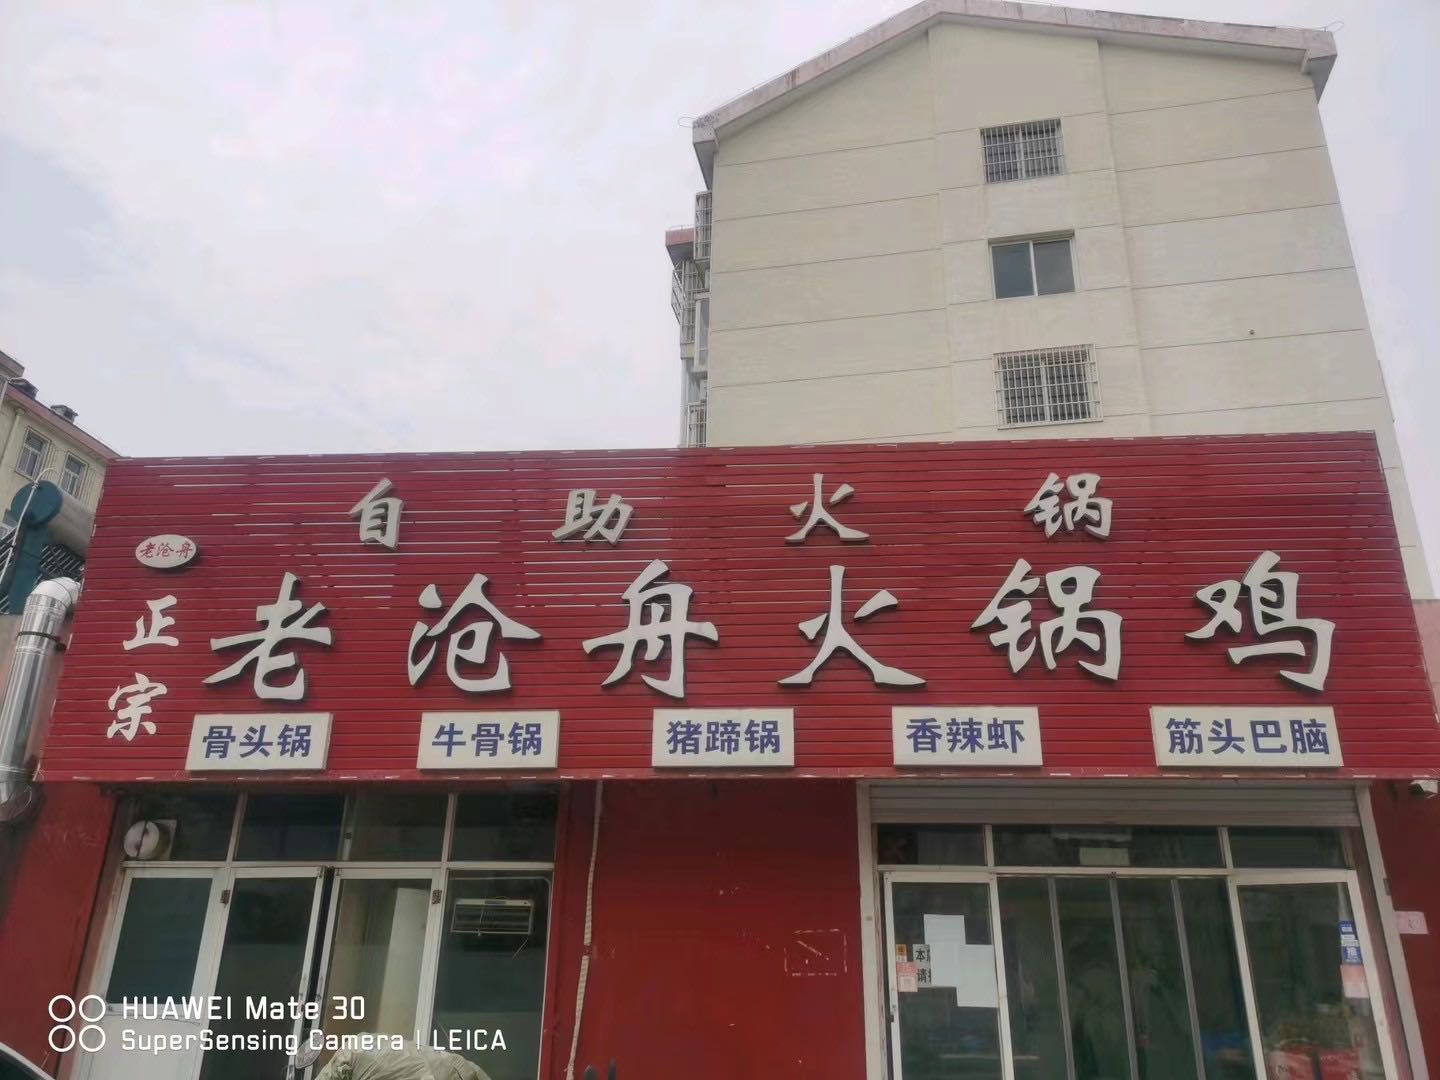 自助火锅
老沧舟
正宗
老沧舟火锅鸡
骨头锅
牛骨锅
猪蹄锅
香辣虾
筋头巴脑
HUAWEI Mate 30
SuperSensing Camera | LEICA